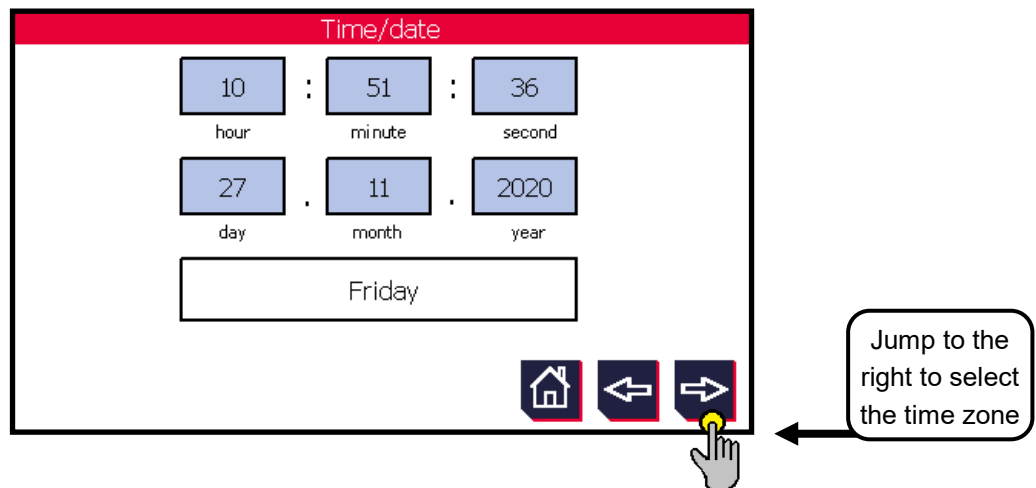 Time/date
10 : 51 : 36
hour minute second
27 . 11 . 2020
day month year
Friday
Jump to the
right to select
the time zone